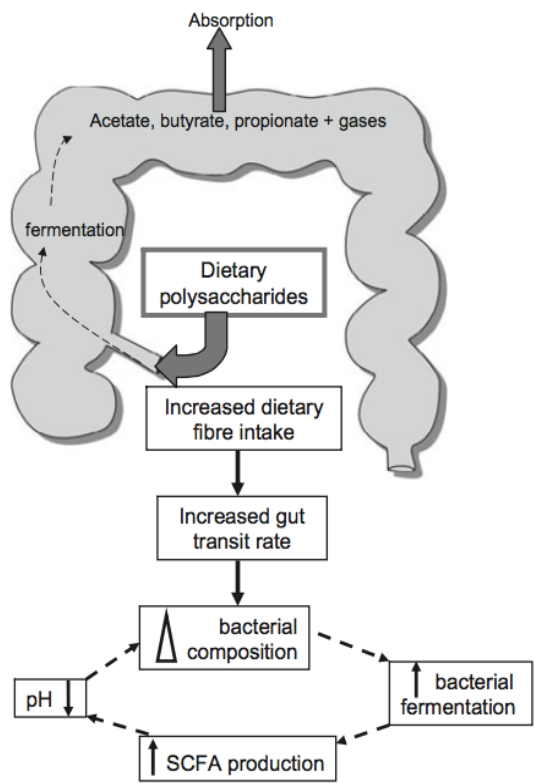 Absorption
Acetate, butyrate, propionate + gases
fermentation
Dietary
polysaccharides
Increased dietary
fibre intake
Increased gut
transit rate
bacterial
composition
bacterial
fermentation
pH
SCFA production